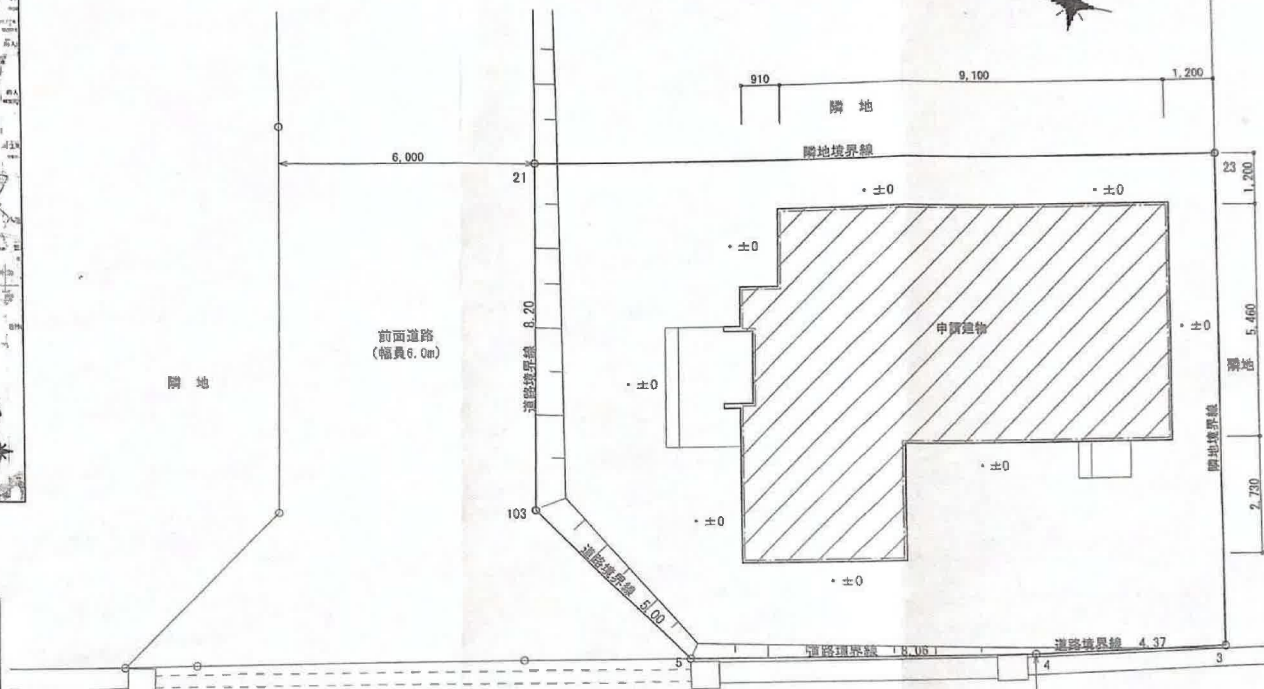 910
9,100
1,200
隣 地
隣地境界線
6,000
21
23
1,200
・±0
・±0
・±0
道路境界線 8.20
前面道路
(幅員6.0m)
申請建物
・±0
隣 地
・±0
隣地
5,460
隣地境界線
・±0
2,730
103
・±0
道路境界線 5.00
・±0
5
道路境界線 8.06
4
道路境界線 4.37
3